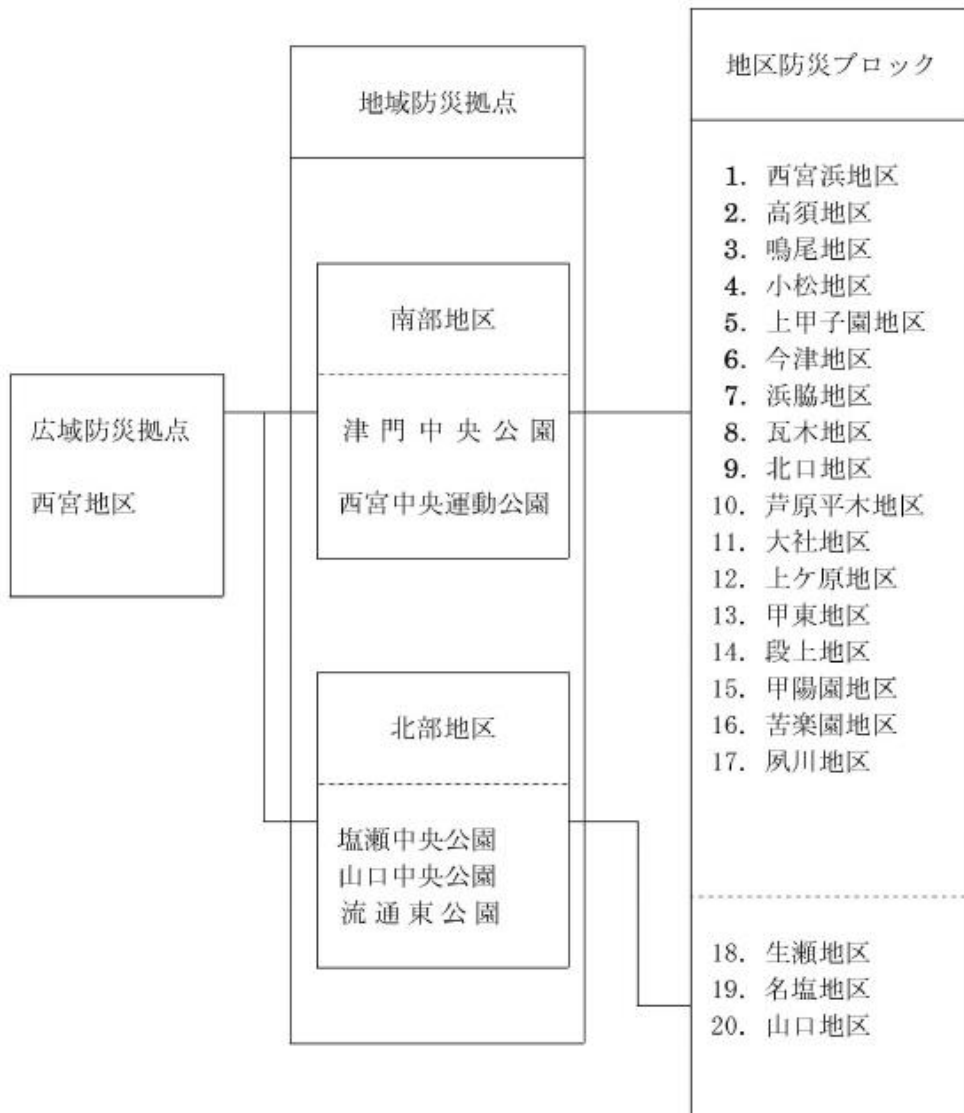 広域防災拠点
西宮地区
地域防災拠点
南部地区
津門中央公園
西宮中央運動公園
北部地区
塩瀬中央公園
山口中央公園
流通東公園
地区防災ブロック
1. 西宮浜地区
2. 高須地区
3. 鳴尾地区
4. 小松地区
5. 上甲子園地区
6. 今津地区
7. 浜脇地区
8. 瓦木地区
9. 北口地区
10. 芦原平木地区
11. 大社地区
12. 上ケ原地区
13. 甲東地区
14. 段上地区
15. 甲陽園地区
16. 苦楽園地区
17. 夙川地区
18. 生瀬地区
19. 名塩地区
20. 山口地区